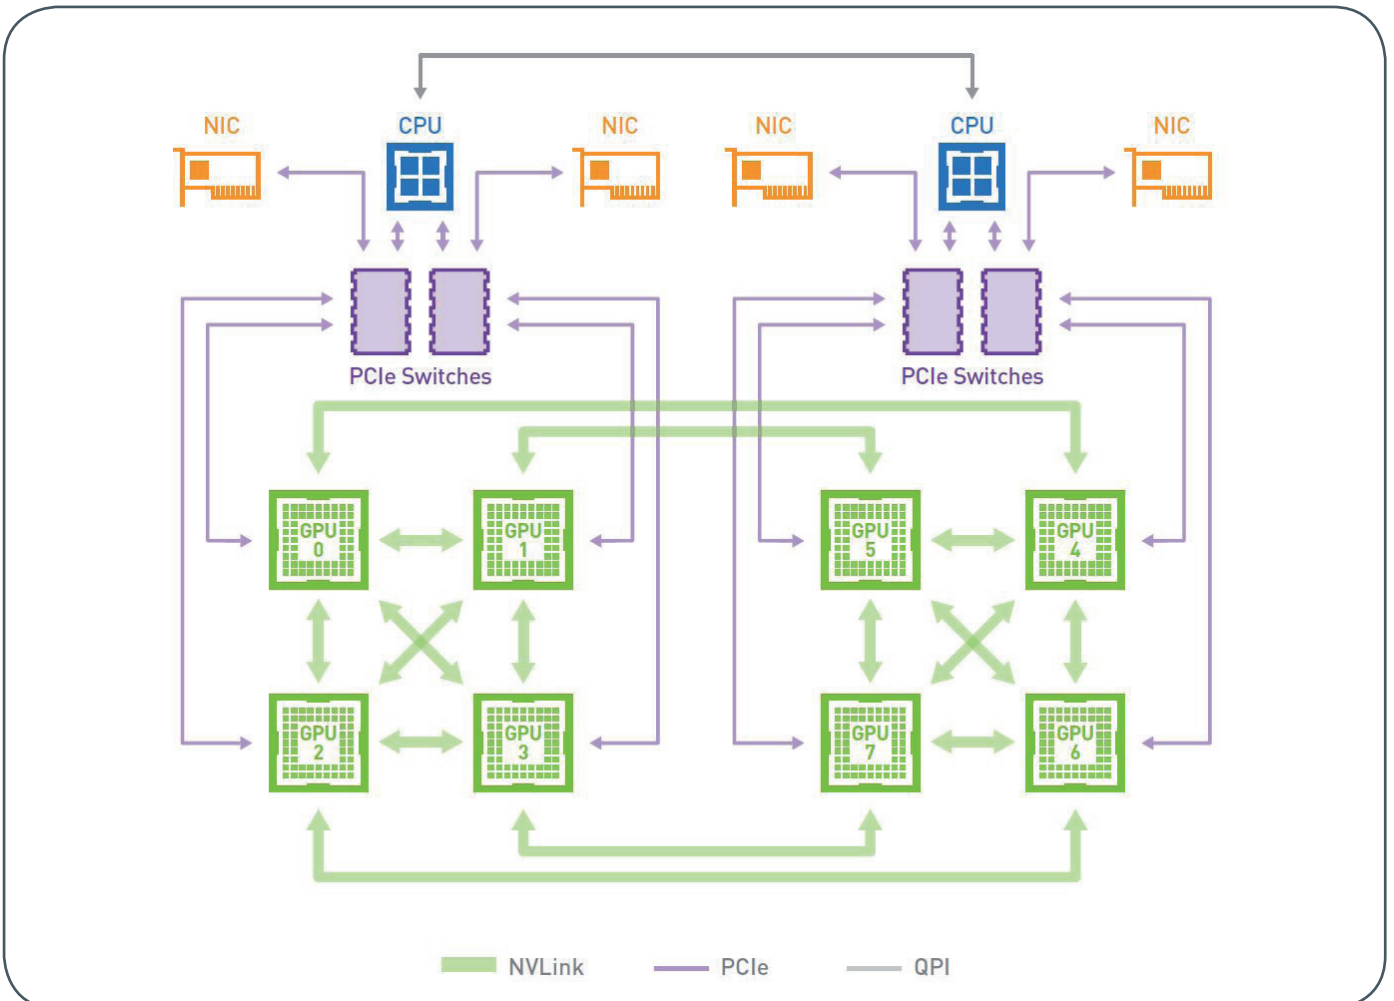 NIC
CPU
NIC
NIC
CPU
NIC
PCIe Switches
PCIe Switches
GPU
0
GPU
1
GPU
5
GPU
4
GPU
2
GPU
3
GPU
7
GPU
6
NVLink
PCIe
QPI